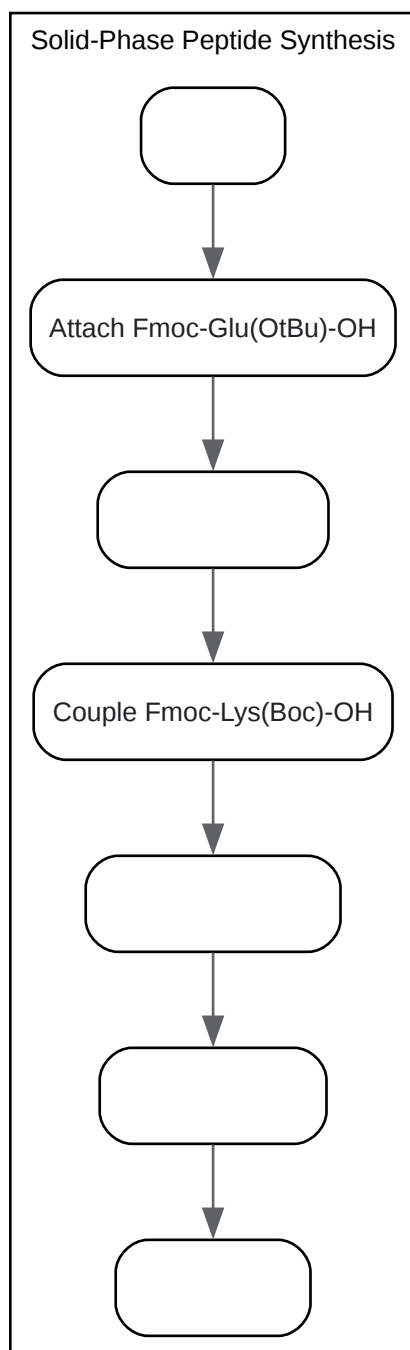 Solid-Phase Peptide Synthesis
Attach Fmoc-Glu(OtBu)-OH
Couple Fmoc-Lys(Boc)-OH